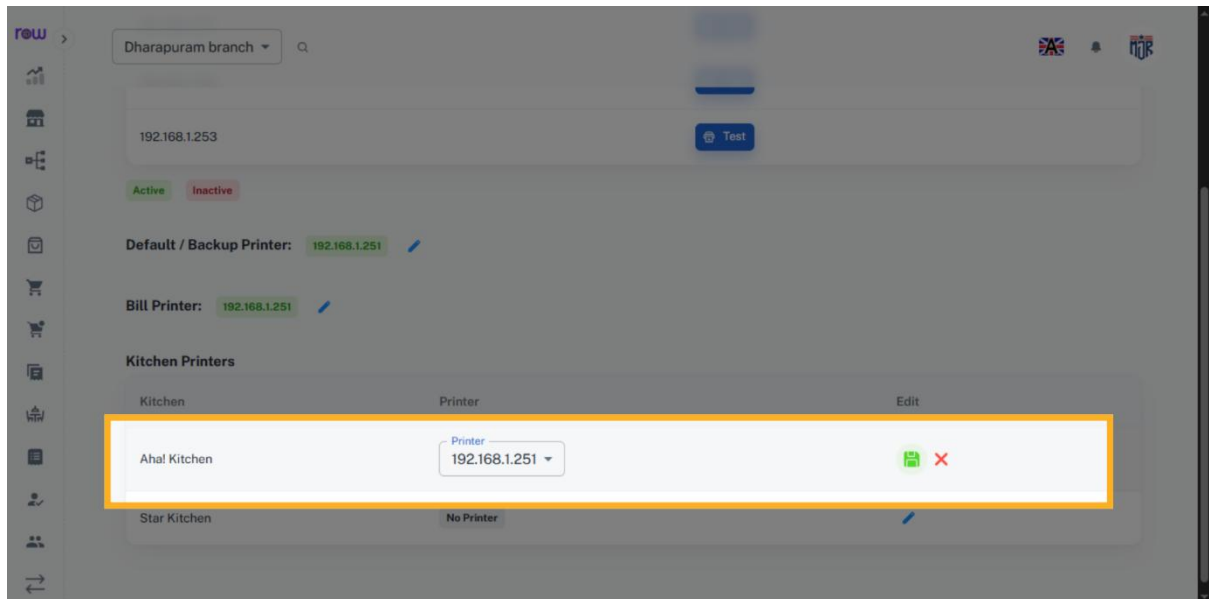 row
Dharapuram branch
MJR
192.168.1.253 Test
Active Inactive
Default / Backup Printer: 192.168.1.251
Bill Printer: 192.168.1.251
Kitchen Printers
Kitchen Printer Edit
Printer
Aha! Kitchen 192.168.1.251
Star Kitchen No Printer